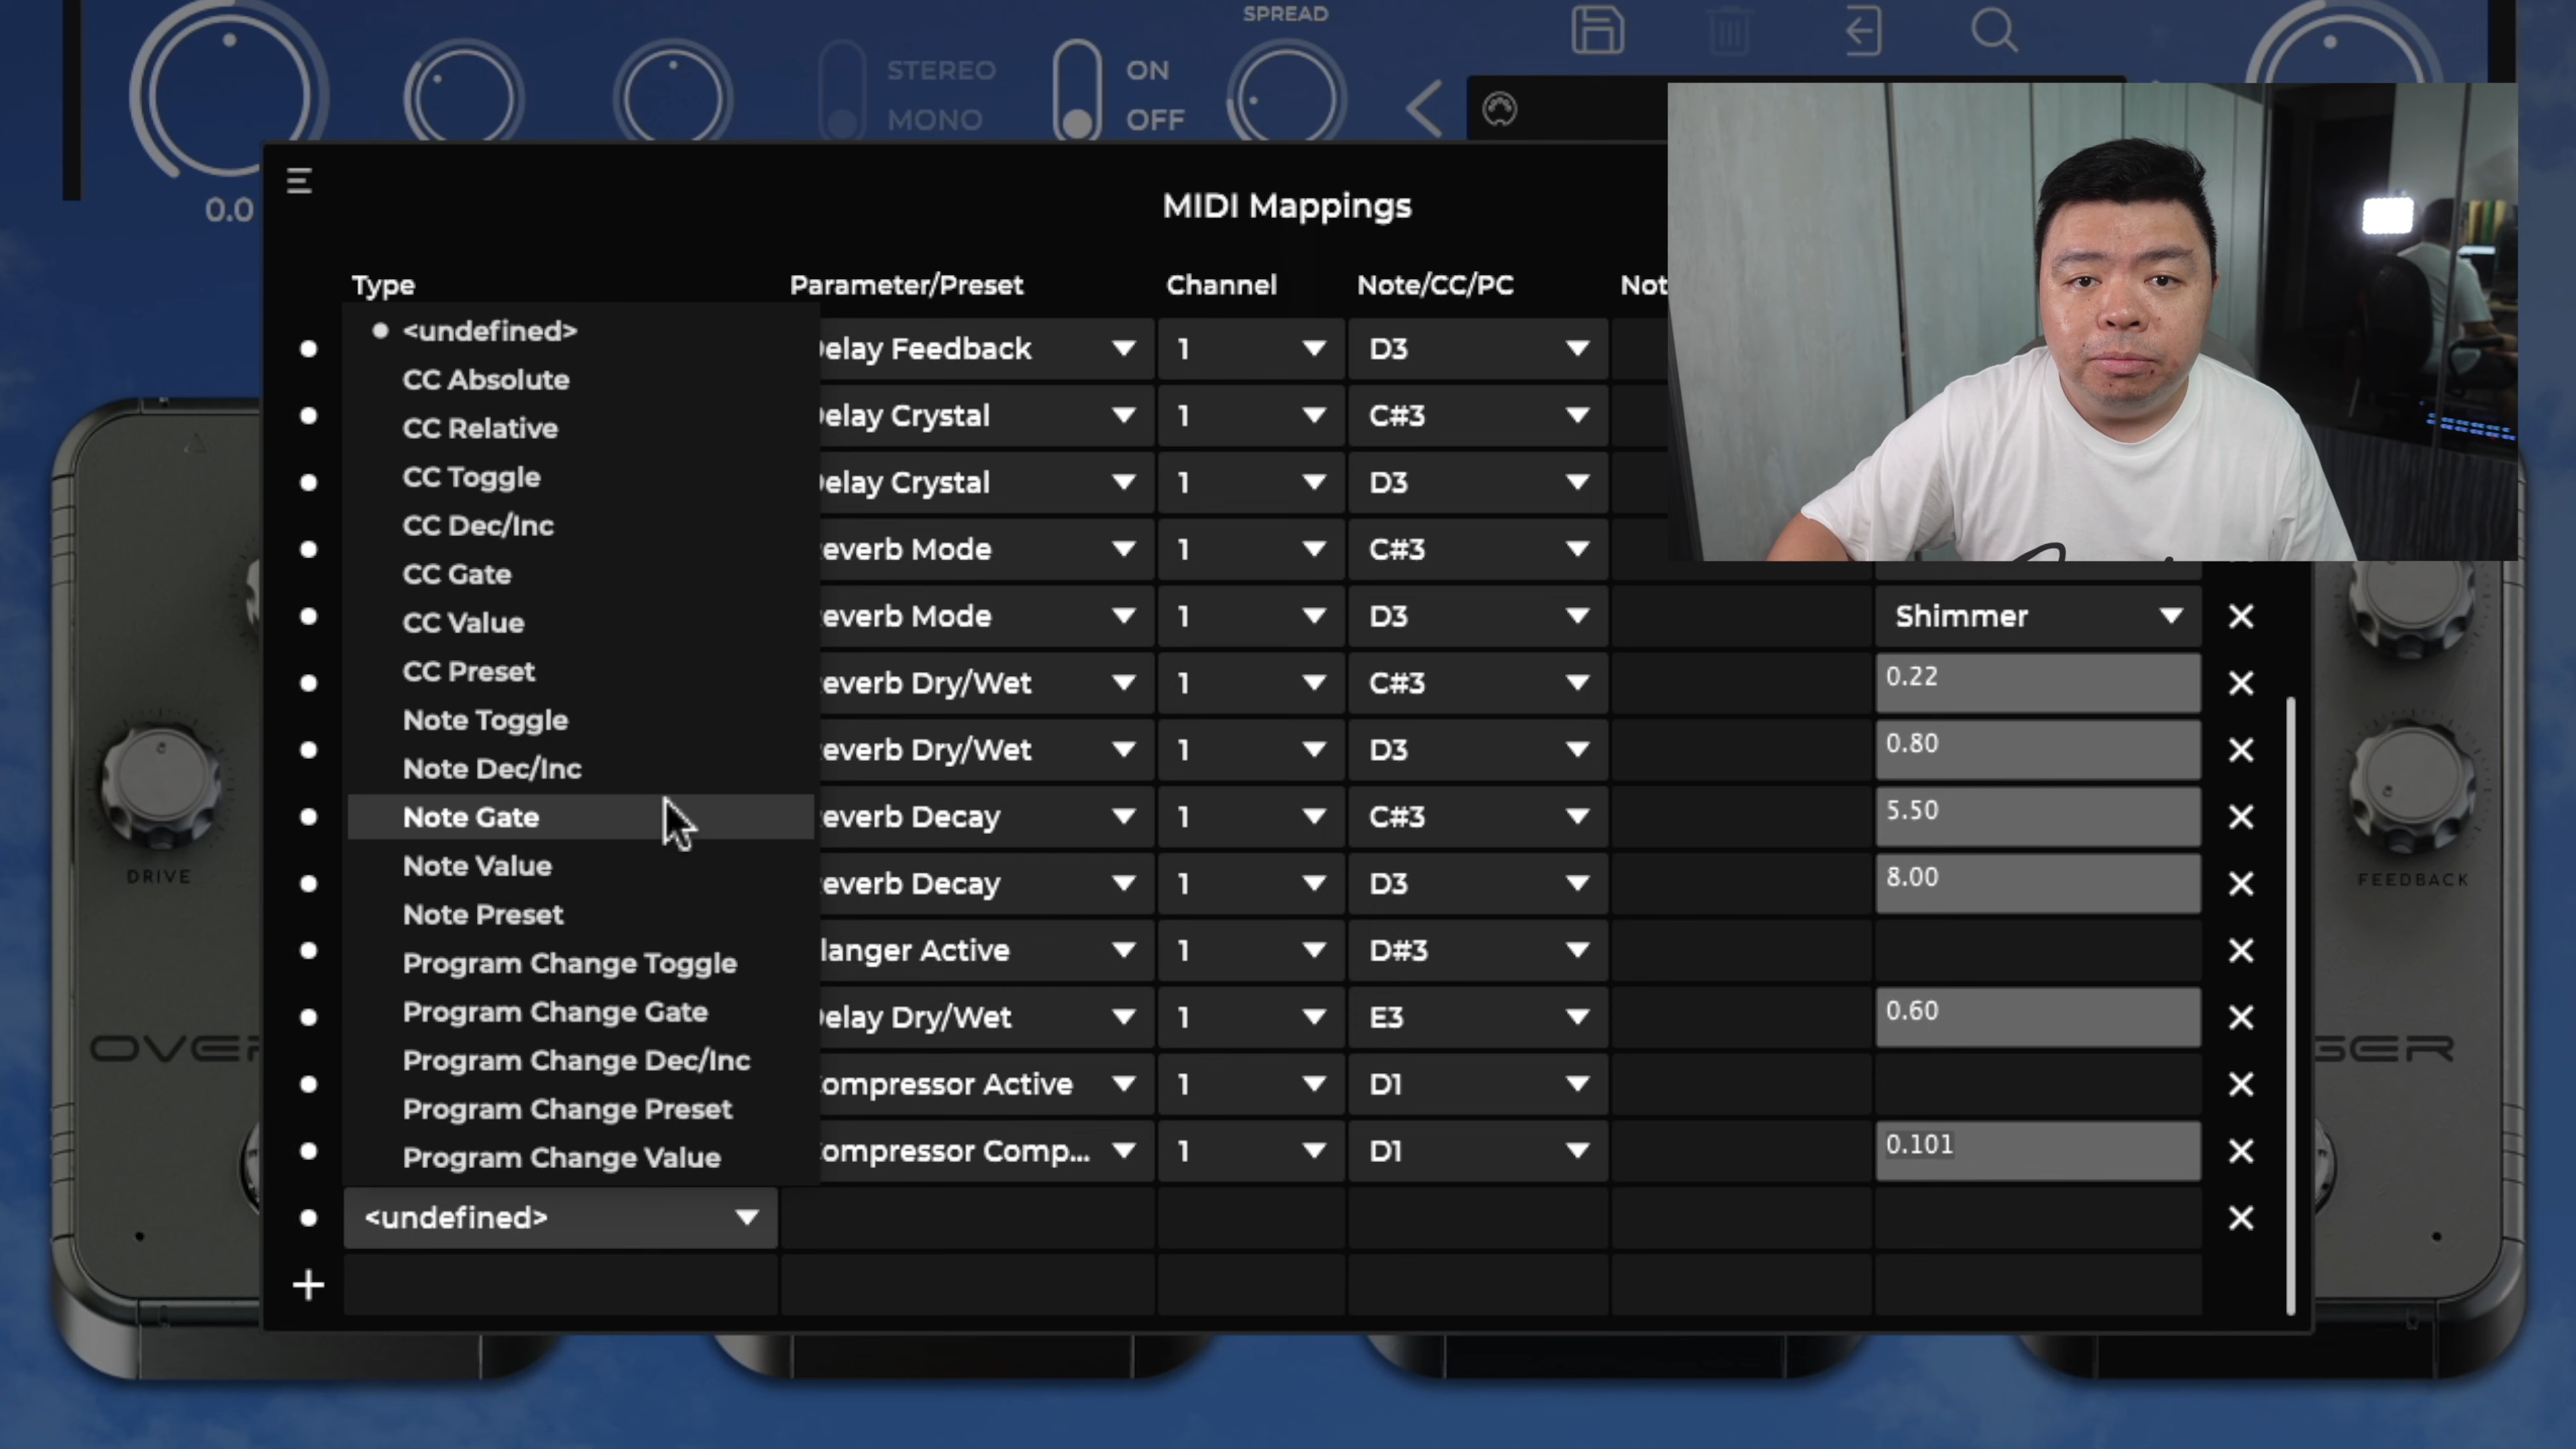 SPREAD
STEREO
MONO
ON
OFF
0.0
MIDI Mappings
Type Parameter/Preset Channel Note/CC/PC
<undefined>
CC Absolute
CC Relative
CC Toggle
CC Dec/Inc
CC Gate
CC Value
CC Preset
Note Toggle
Note Dec/Inc
Note Gate
Note Value
Note Preset
Program Change Toggle
Program Change Gate
Program Change Dec/Inc
Program Change Preset
Program Change Value
<undefined>
elay Feedback 1 D3
elay Crystal 1 C#3
elay Crystal 1 D3
everb Mode 1 C#3
everb Mode 1 D3 Shimmer
everb Dry/Wet 1 C#3 0.22
everb Dry/Wet 1 D3 0.80
everb Decay 1 C#3 5.50
everb Decay 1 D3 8.00
langer Active 1 D#3
elay Dry/Wet 1 E3 0.60
ompressor Active 1 D1
ompressor Comp... 1 D1 0.101
DRIVE
FEEDBACK
OVER
GER